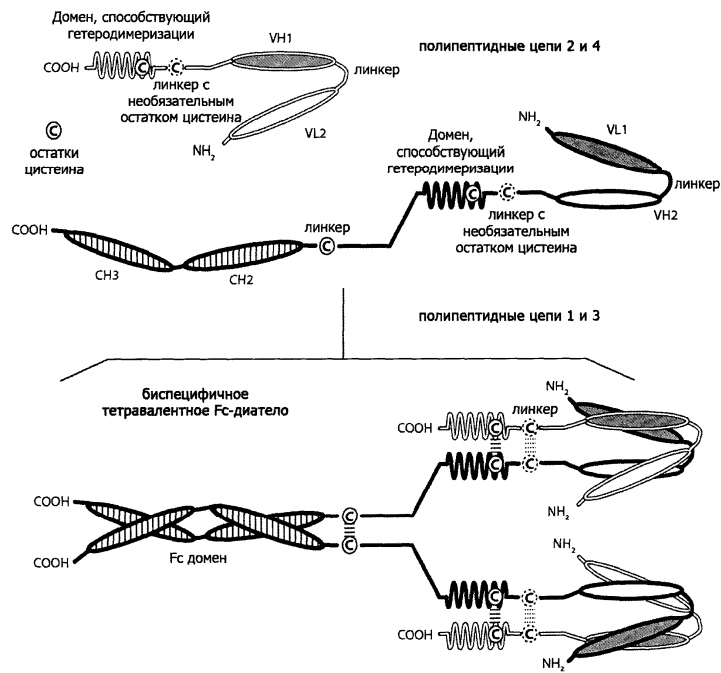 Домен, способствующий
гетеродимеризации
VH1
полипептидные цепи 2 и 4
COOH
C
C
линкер
линкер с
необязательным
остатком цистеина
VL2
NH2
C
остатки
цистеина
NH2
VL1
Домен,
способствующий
гетеродимеризации
C
C
линкер
VH2
линкер с
необязательным
остатком цистеина
COOH
линкер
C
CH3
CH2
полипептидные цепи 1 и 3
биспецифичное
тетравалентное Fc-диатело
NH2
линкер
COOH
C
C
C
C
NH2
COOH
C
C
COOH
Fc домен
NH2
C
C
COOH
C
C
NH2